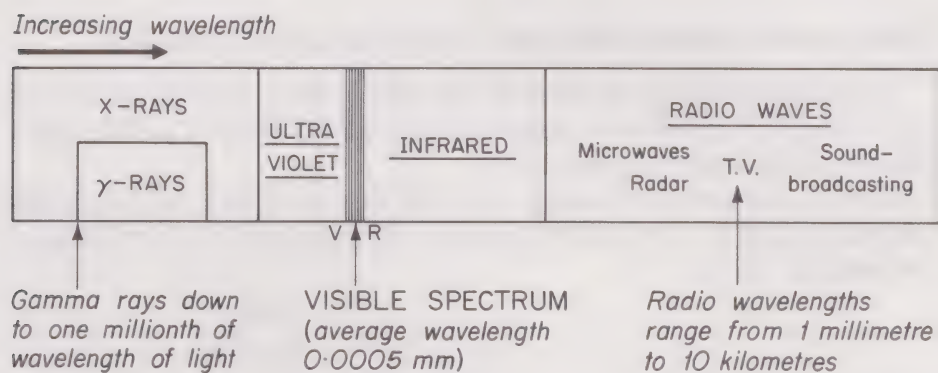 Increasing wavelength
X-RAYS
γ-RAYS
ULTRA
VIOLET
INFRARED
RADIO WAVES
Microwaves
Radar
T.V.
Sound-
broadcasting
V R
Gamma rays down
to one millionth of
wavelength of light
VISIBLE SPECTRUM
(average wavelength
0·0005 mm)
Radio wavelengths
range from 1 millimetre
to 10 kilometres